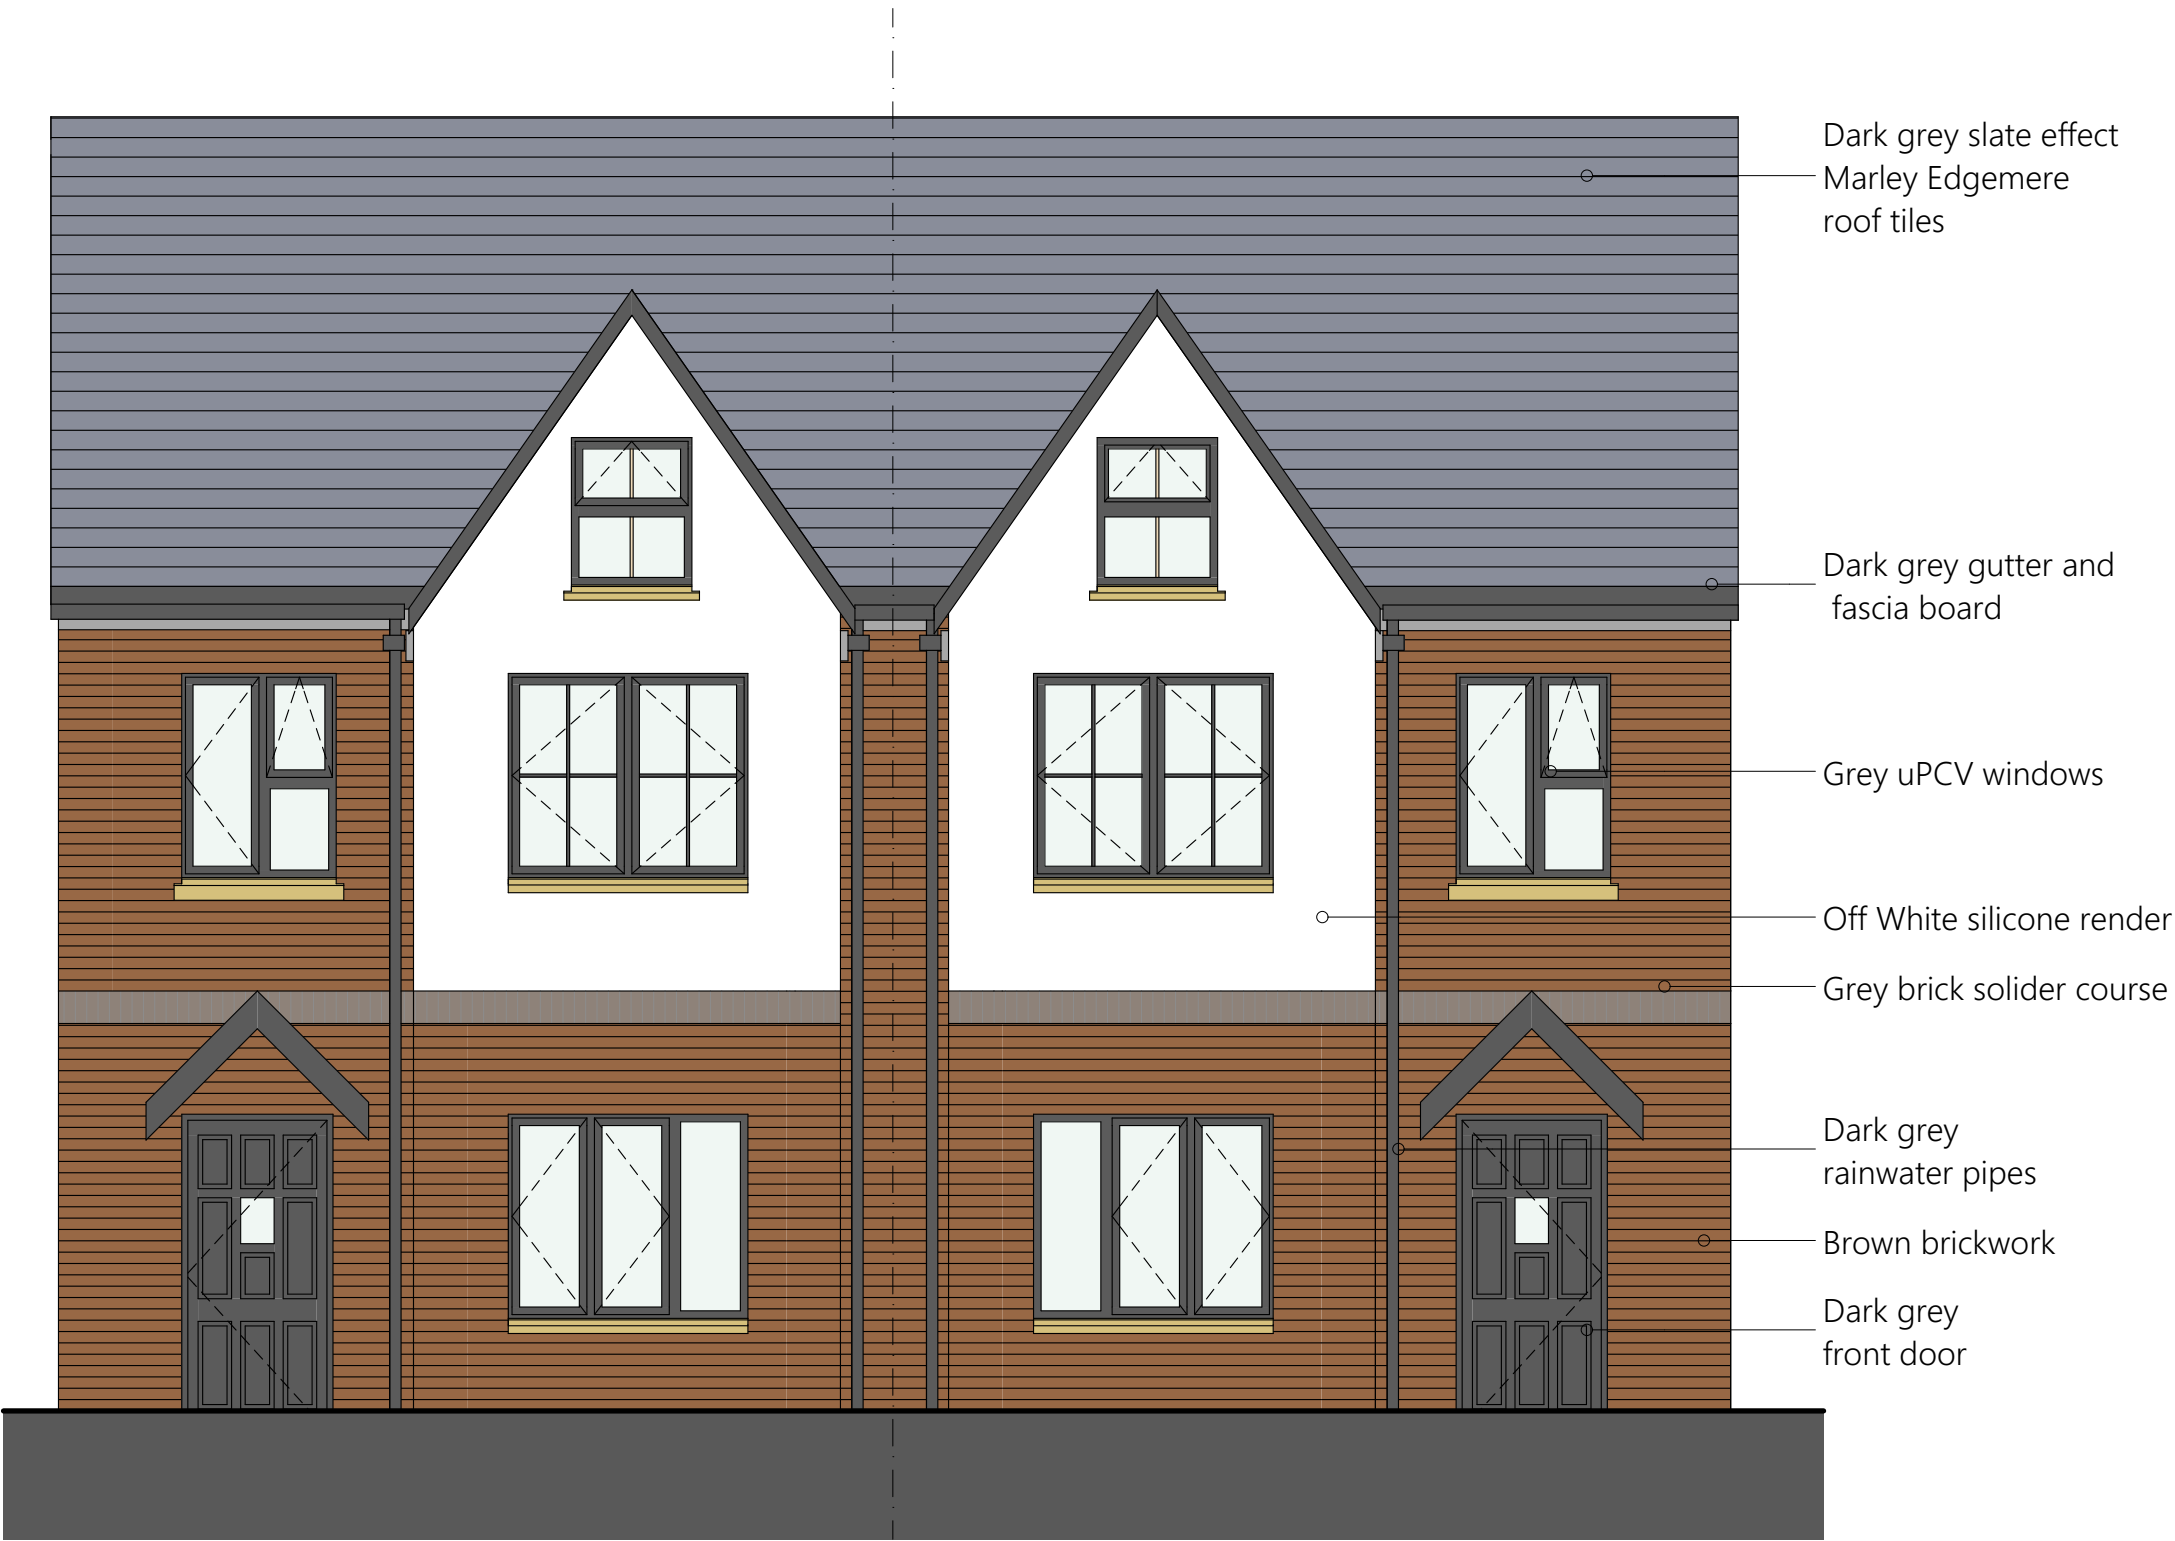 Dark grey slate effect
Marley Edgemere
roof tiles
Dark grey gutter and
fascia board
Grey uPCV windows
Off White silicone render
Grey brick solider course
Dark grey
rainwater pipes
Brown brickwork
Dark grey
front door